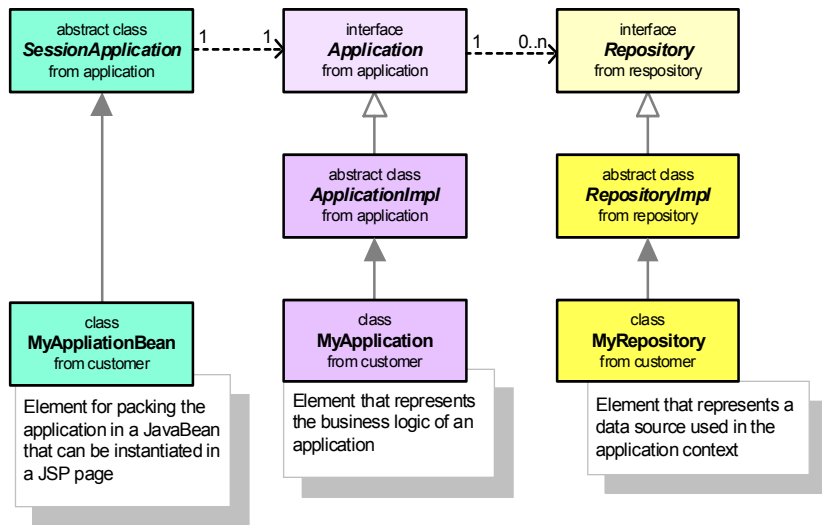 abstract class
SessionApplication
from application
1
1
interface
Application
from application
1
0..n
interface
Repository
from respository
abstract class
ApplicationImpl
from application
abstract class
RepositoryImpl
from repository
class
MyAppliationBean
from customer
class
MyApplication
from customer
class
MyRepository
from customer
Element for packing the
application in a JavaBean
that can be instantiated in
a JSP page
Element that represents
the business logic of an
application
Element that represents a
data source used in the
application context